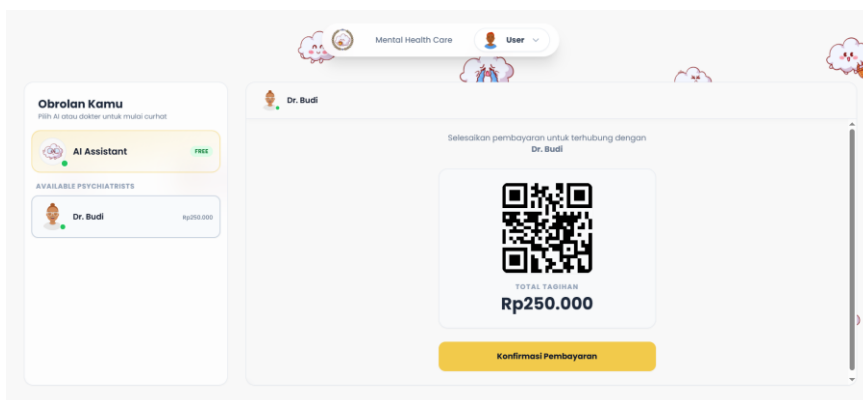 Mental Health Care
User
Obrolan Kamu
Pilih AI atau dokter untuk mulai curhat
AI Assistant
FREE
AVAILABLE PSYCHIATRISTS
Dr. Budi
Rp250.000
Dr. Budi
Selesaikan pembayaran untuk terhubung dengan
Dr. Budi
TOTAL TAGIHAN
Rp250.000
Konfirmasi Pembayaran